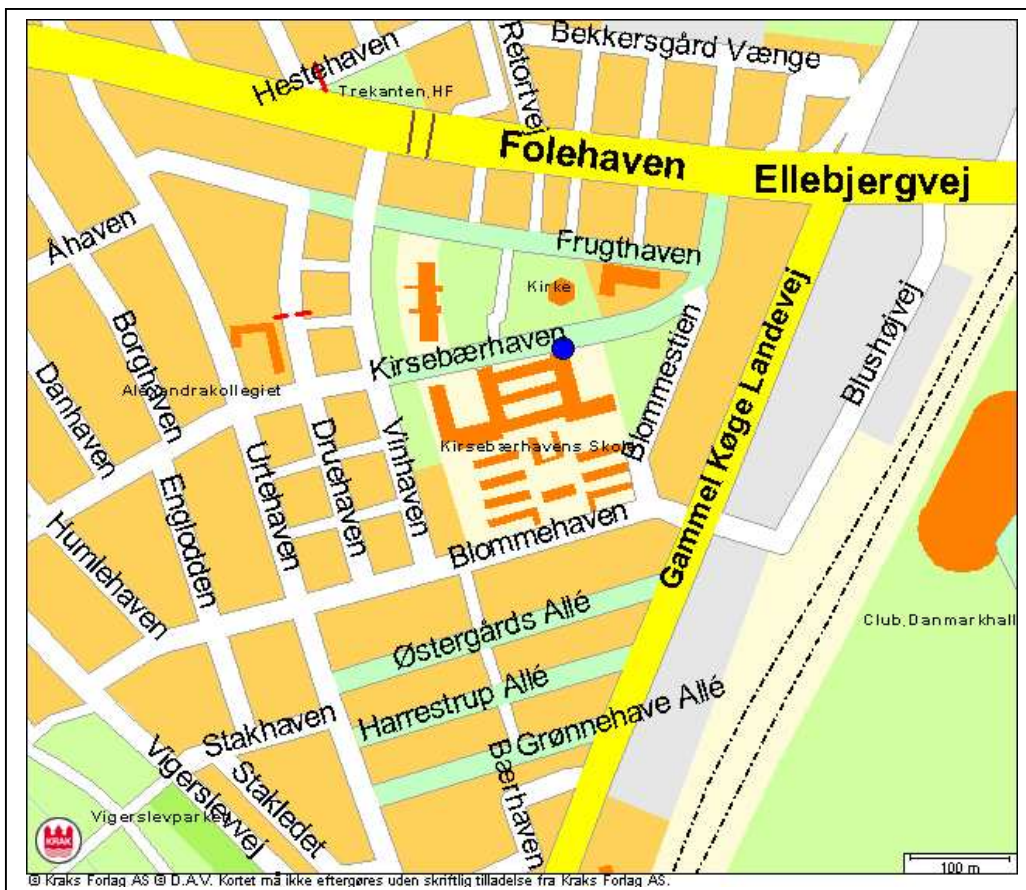 Bekkersgård Vænge
Retortvej
Hestehaven
Trekanten,HF
Folehaven
Ellebjergvej
Åhaven
Frugthaven
Kirke
Borghaven
Kirsebærhaven
Blommestien
Blushøjvej
Danhaven
Alexandrakollegiet
Gammel Køge Landevej
Urtehaven
Druehaven
Vinhaven
Kirsebærhavens Skole
Englodden
Humlehaven
Blommehaven
Østergårds Allé
Club.Danmarkhall
Harrestrup Allé
Grønnehave Allé
Stakhaven
Bærhaven
Vigerslevvej
Stakledet
Vigerslevparken
KRAK
100 m
© Kraks Forlag AS © D.A.V. Kortet må ikke eftergøres uden skriftlig tilladelse fra Kraks Forlag AS.